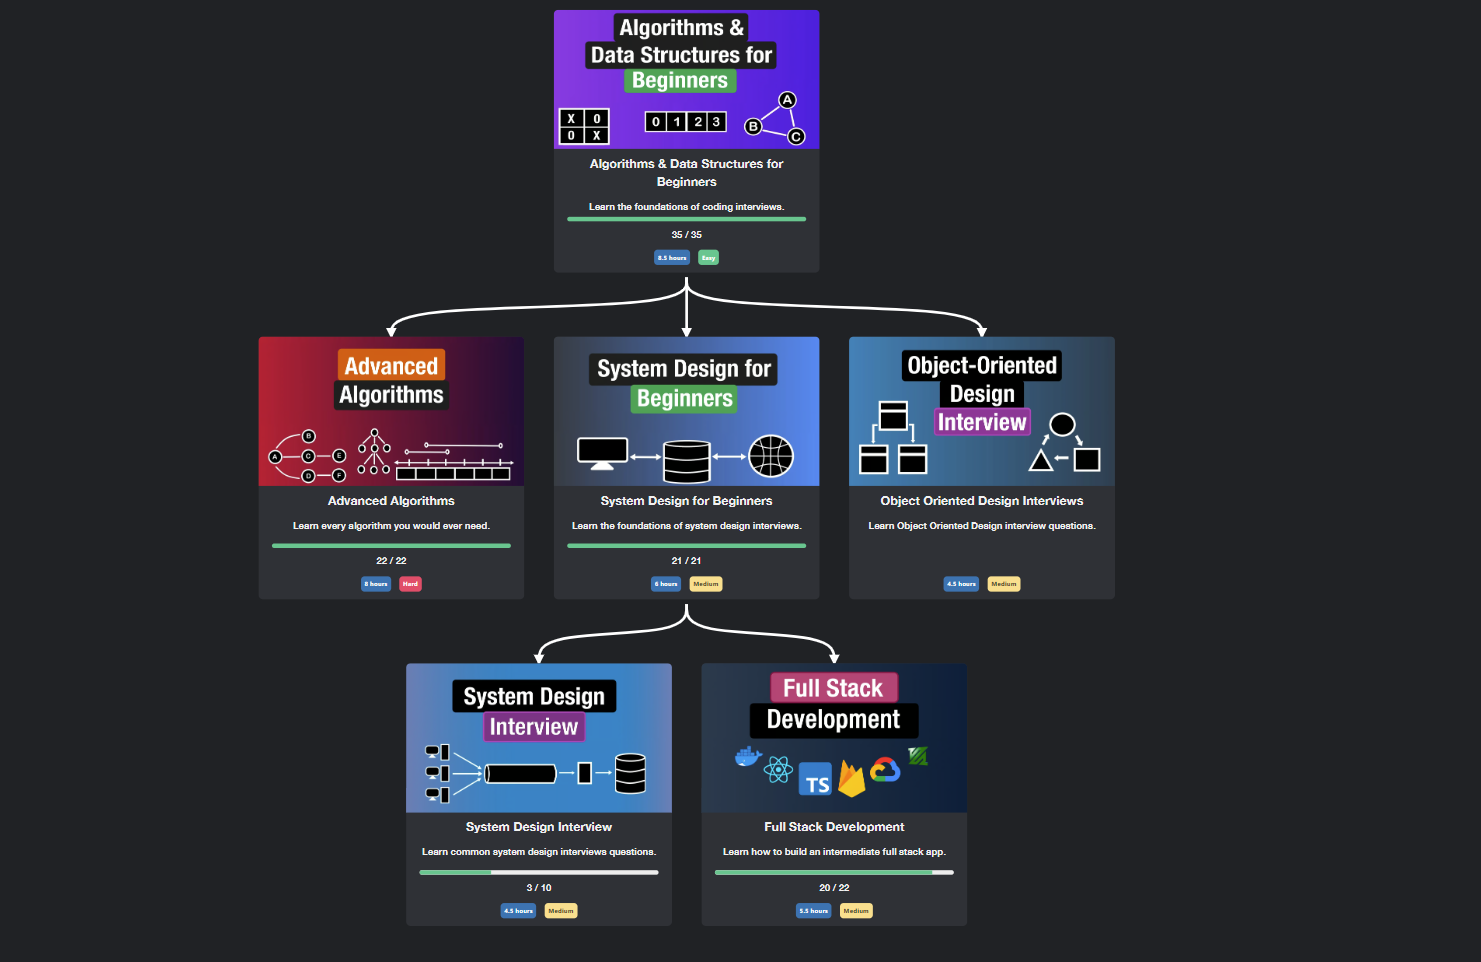 Algorithms &
Data Structures for
Beginners
X 0
0 X
0 1 2 3
A
B
C
Algorithms & Data Structures for
Beginners
Learn the foundations of coding interviews.
35 / 35
8.5 hours Easy
Advanced
Algorithms
B
A C E
D F
Advanced Algorithms
Learn every algorithm you would ever need.
22 / 22
8 hours Hard
System Design for
Beginners
System Design for Beginners
Learn the foundations of system design interviews.
21 / 21
6 hours Medium
Object-Oriented
Design
Interview
Object Oriented Design Interviews
Learn Object Oriented Design interview questions.
4.5 hours Medium
System Design
Interview
System Design Interview
Learn common system design interviews questions.
3 / 10
4.5 hours Medium
Full Stack
Development
TS
Full Stack Development
Learn how to build an intermediate full stack app.
20 / 22
5.5 hours Medium